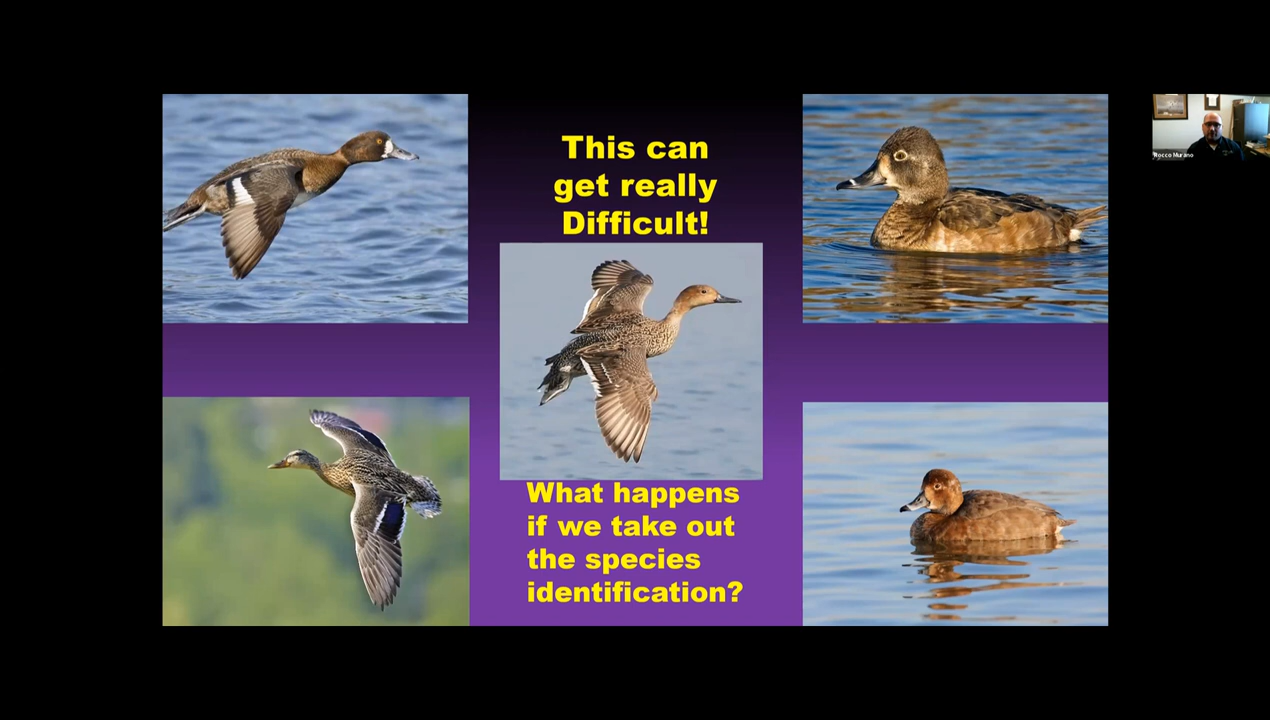 This can
get really
Difficult!
What happens
if we take out
the species
identification?
Rocco Murano